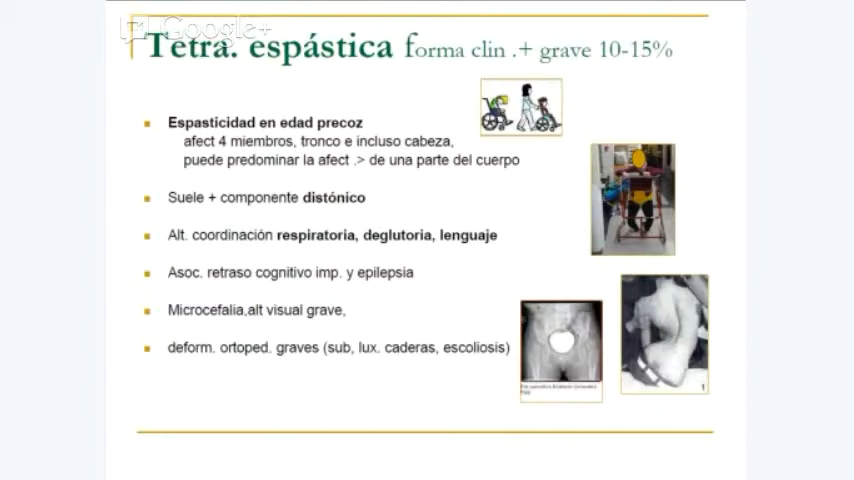 Google+
Tetra. espástica forma clin .+ grave 10-15%
Espasticidad en edad precoz
afect 4 miembros, tronco e incluso cabeza,
puede predominar la afect .> de una parte del cuerpo
Suele + componente distónico
Alt. coordinación respiratoria, deglutoria, lenguaje
Asoc. retraso cognitivo imp. y epilepsia
Microcefalia,alt visual grave,
deform. ortoped. graves (sub, lux. caderas, escoliosis)
1